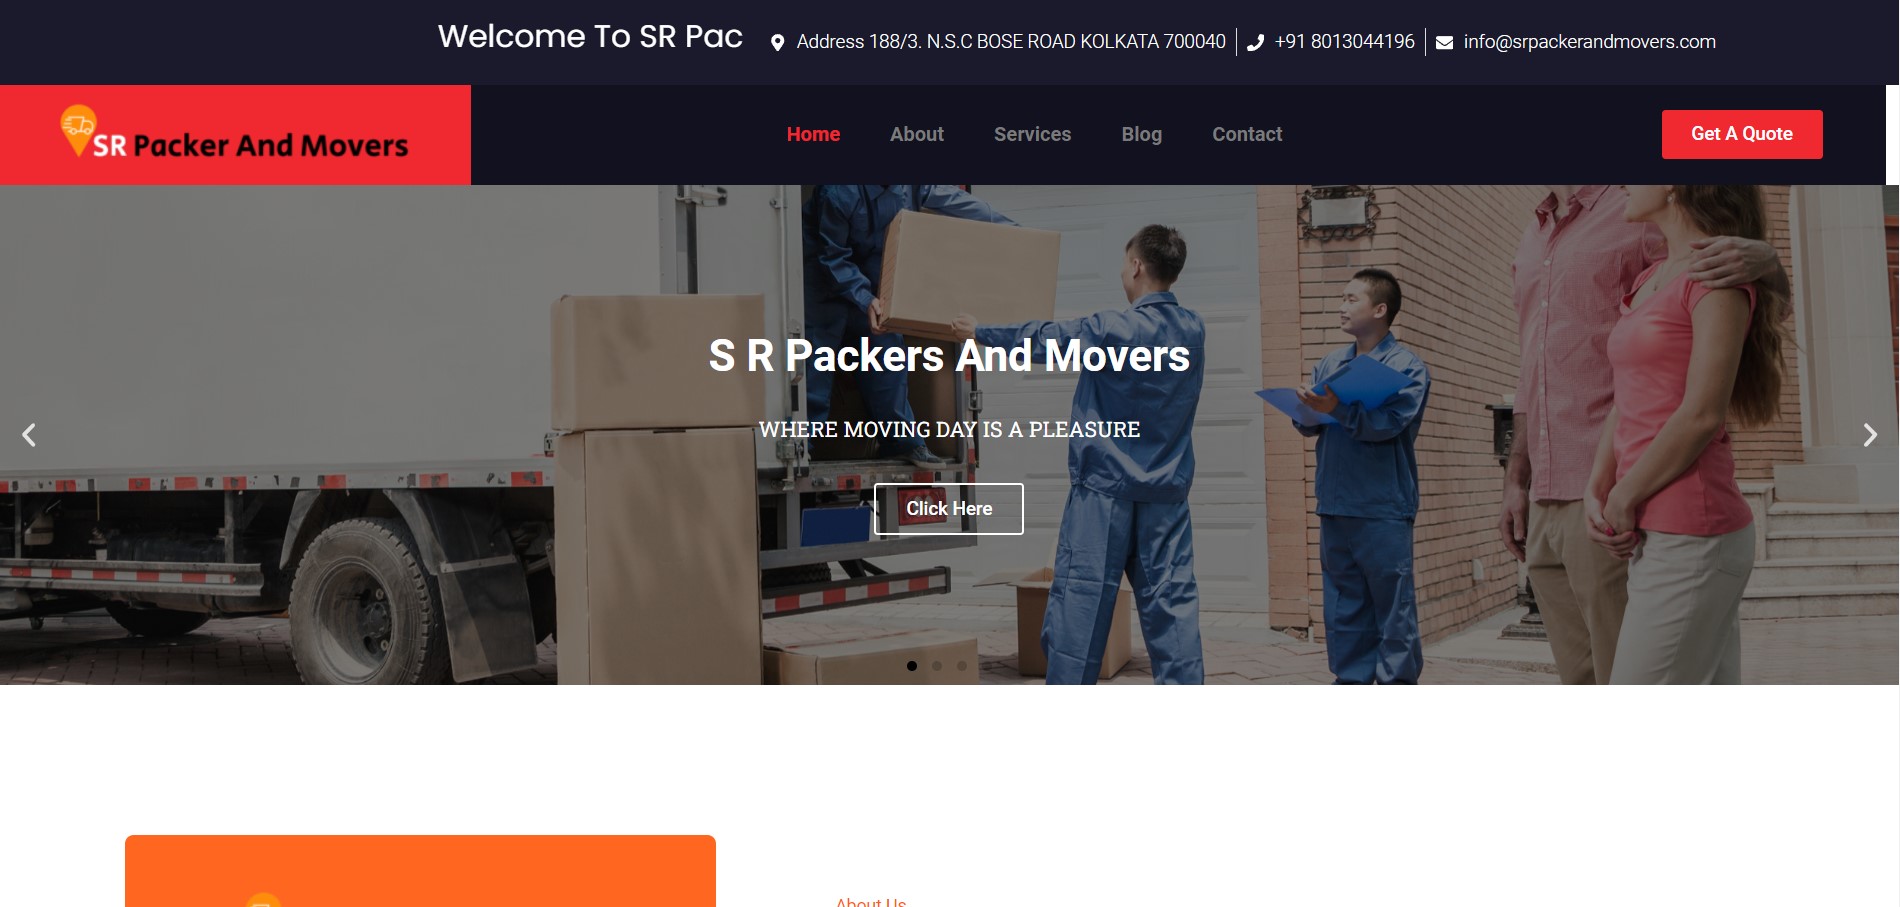 Welcome To SR Pac
Address 188/3. N.S.C BOSE ROAD KOLKATA 700040
+91 8013044196
info@srpackerandmovers.com
SR Packer And Movers
Home
About
Services
Blog
Contact
Get A Quote
S R Packers And Movers
WHERE MOVING DAY IS A PLEASURE
Click Here
About Us